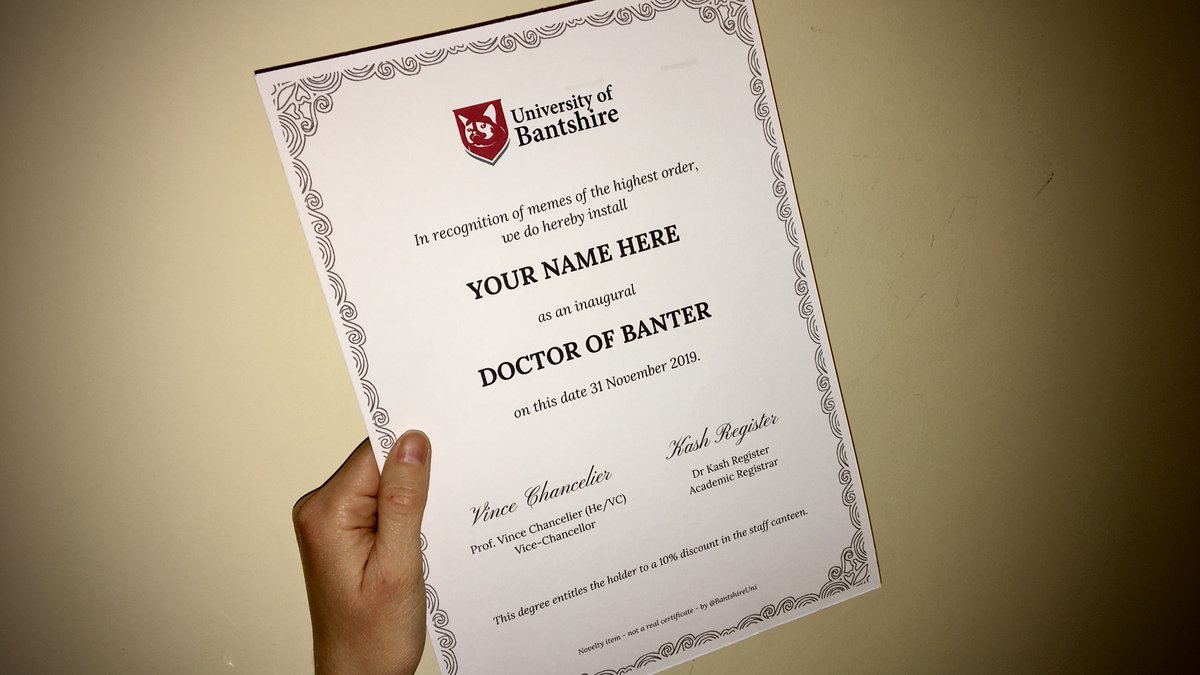 University of
Bantshire
In recognition of memes of the highest order,
we do hereby install
YOUR NAME HERE
as an inaugural
DOCTOR OF BANTER
on this date 31 November 2019.
Vince Chancelier
Prof. Vince Chancelier (He/VC)
Vice-Chancellor
Kash Register
Dr Kash Register
Academic Registrar
This degree entitles the holder to a 10% discount in the staff canteen.
Novelty item - not a real certificate - by @BantshireUni